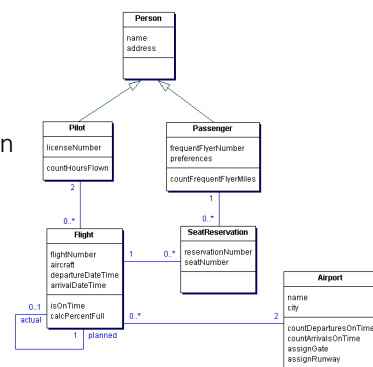 Person
name
address
n
Pilot
licenseNumber
countHoursFlown
Passenger
frequentFlyerNumber
preferences
countFrequentFlyerMiles
2
1
0..*
0..*
Flight
flightNumber
aircraft
departureDateTime
arrivalDateTime
isOnTime
calcPercentFull
1
0..*
SeatReservation
reservationNumber
seatNumber
0..1
actual
1
planned
0..*
2
Airport
name
city
countDeparturesOnTime
countArrivalsOnTime
assignGate
assignRunway